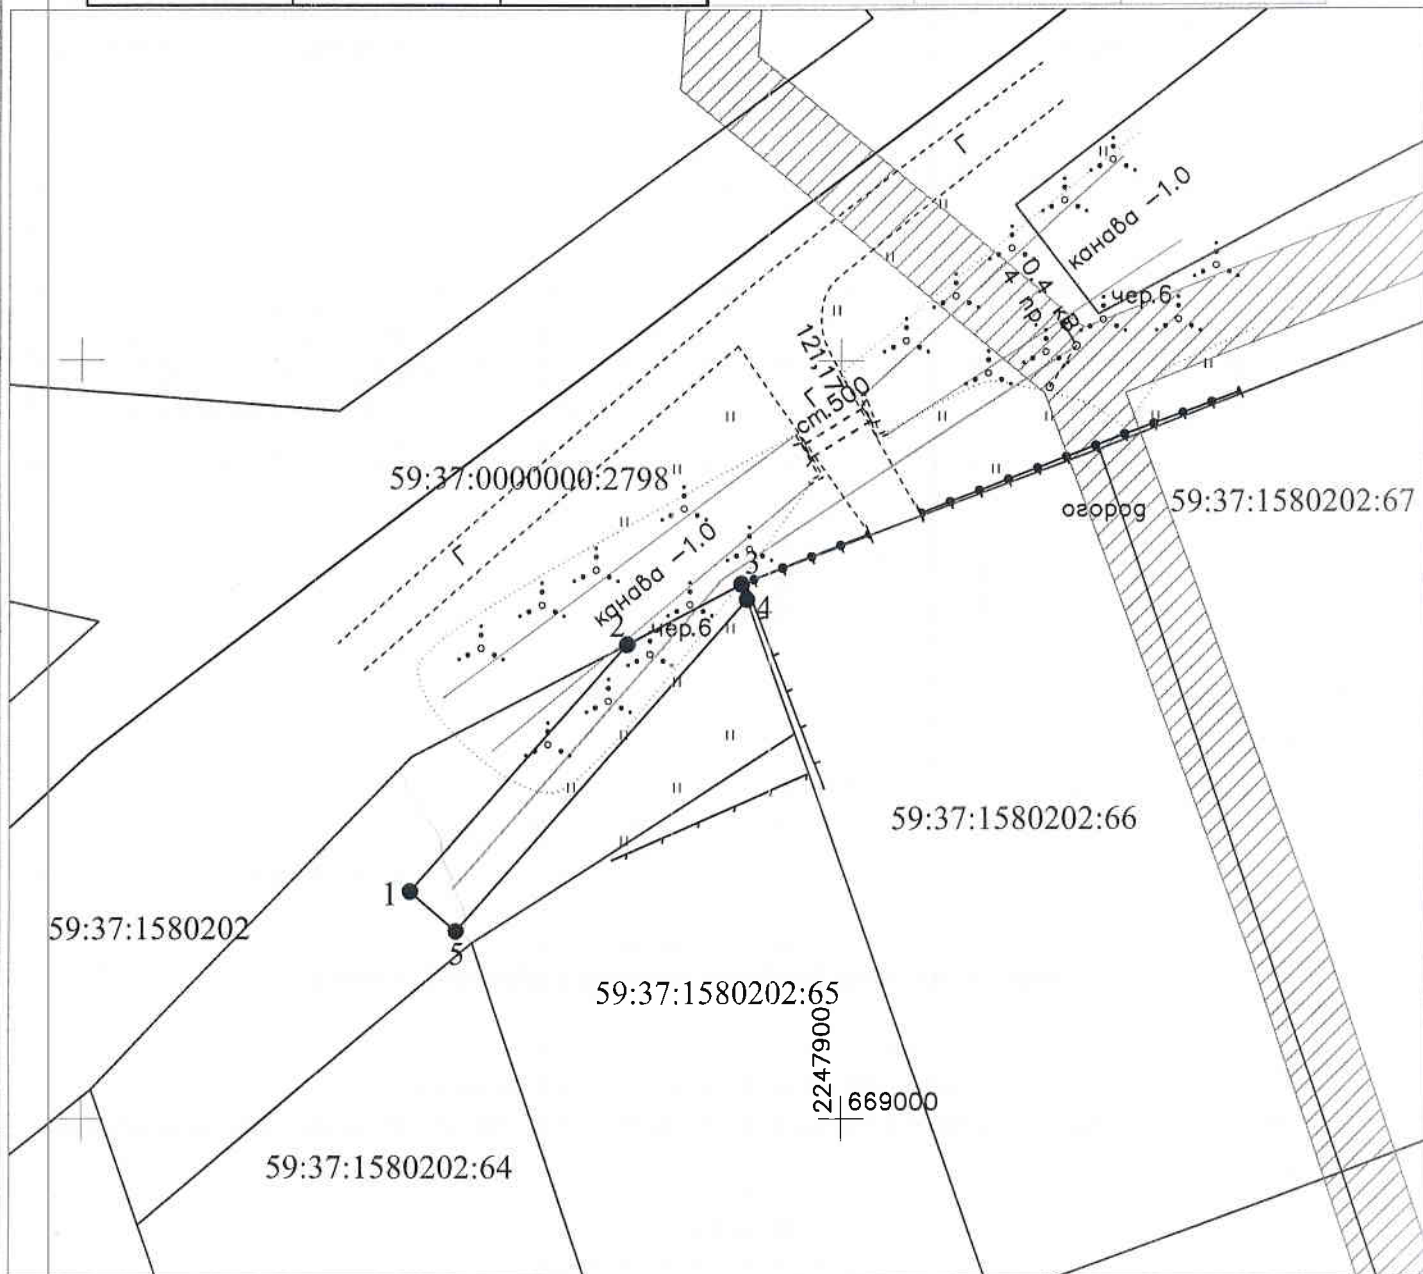 Г
канава –1.0
0.4 кВ
4 пр.
чер.6
121,17
Г
ст.500
59:37:0000000:2798
огород
59:37:1580202:67
Г
канава –1.0
3
4
2
чер.6
59:37:1580202:66
1
59:37:1580202
5
59:37:1580202:65
2247900
669000
59:37:1580202:64